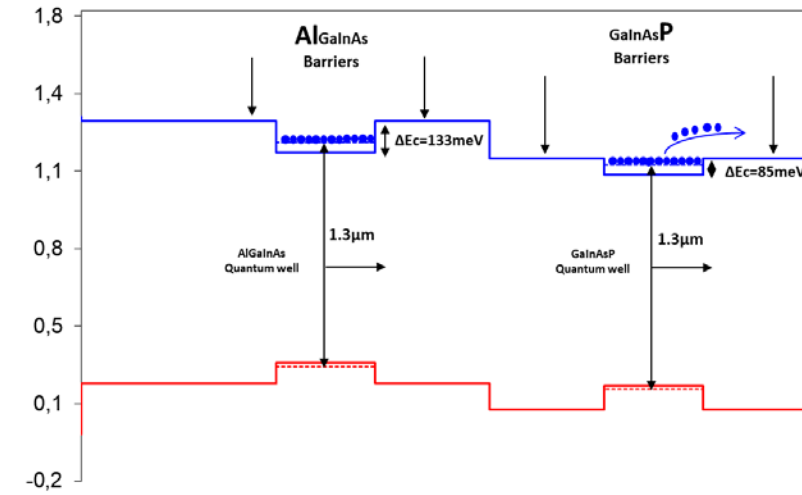 1,8
1,4
1,1
0,8
0,5
0,1
-0,2
AlGaInAs
Barriers
GaInAsP
Barriers
ΔEc=133meV
ΔEc=85meV
1.3μm
1.3μm
AlGaInAs
Quantum well
GaInAsP
Quantum well